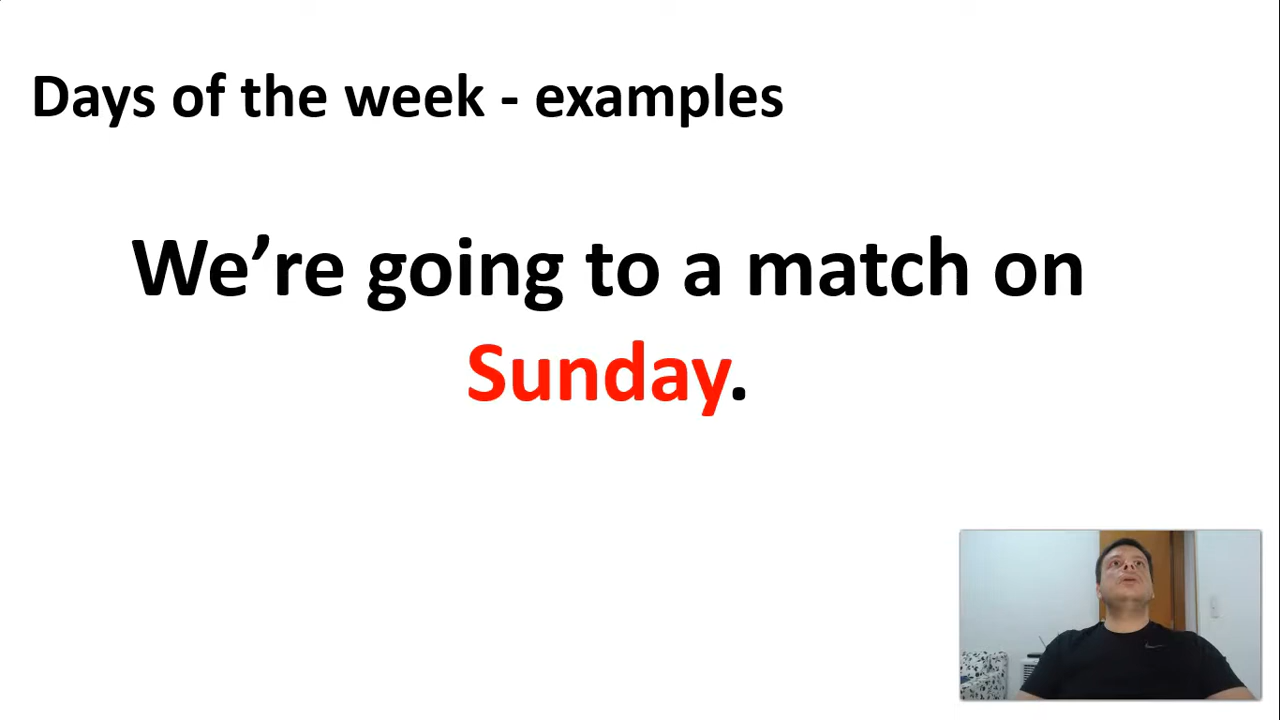 Days of the week - examples
We’re going to a match on
Sunday.